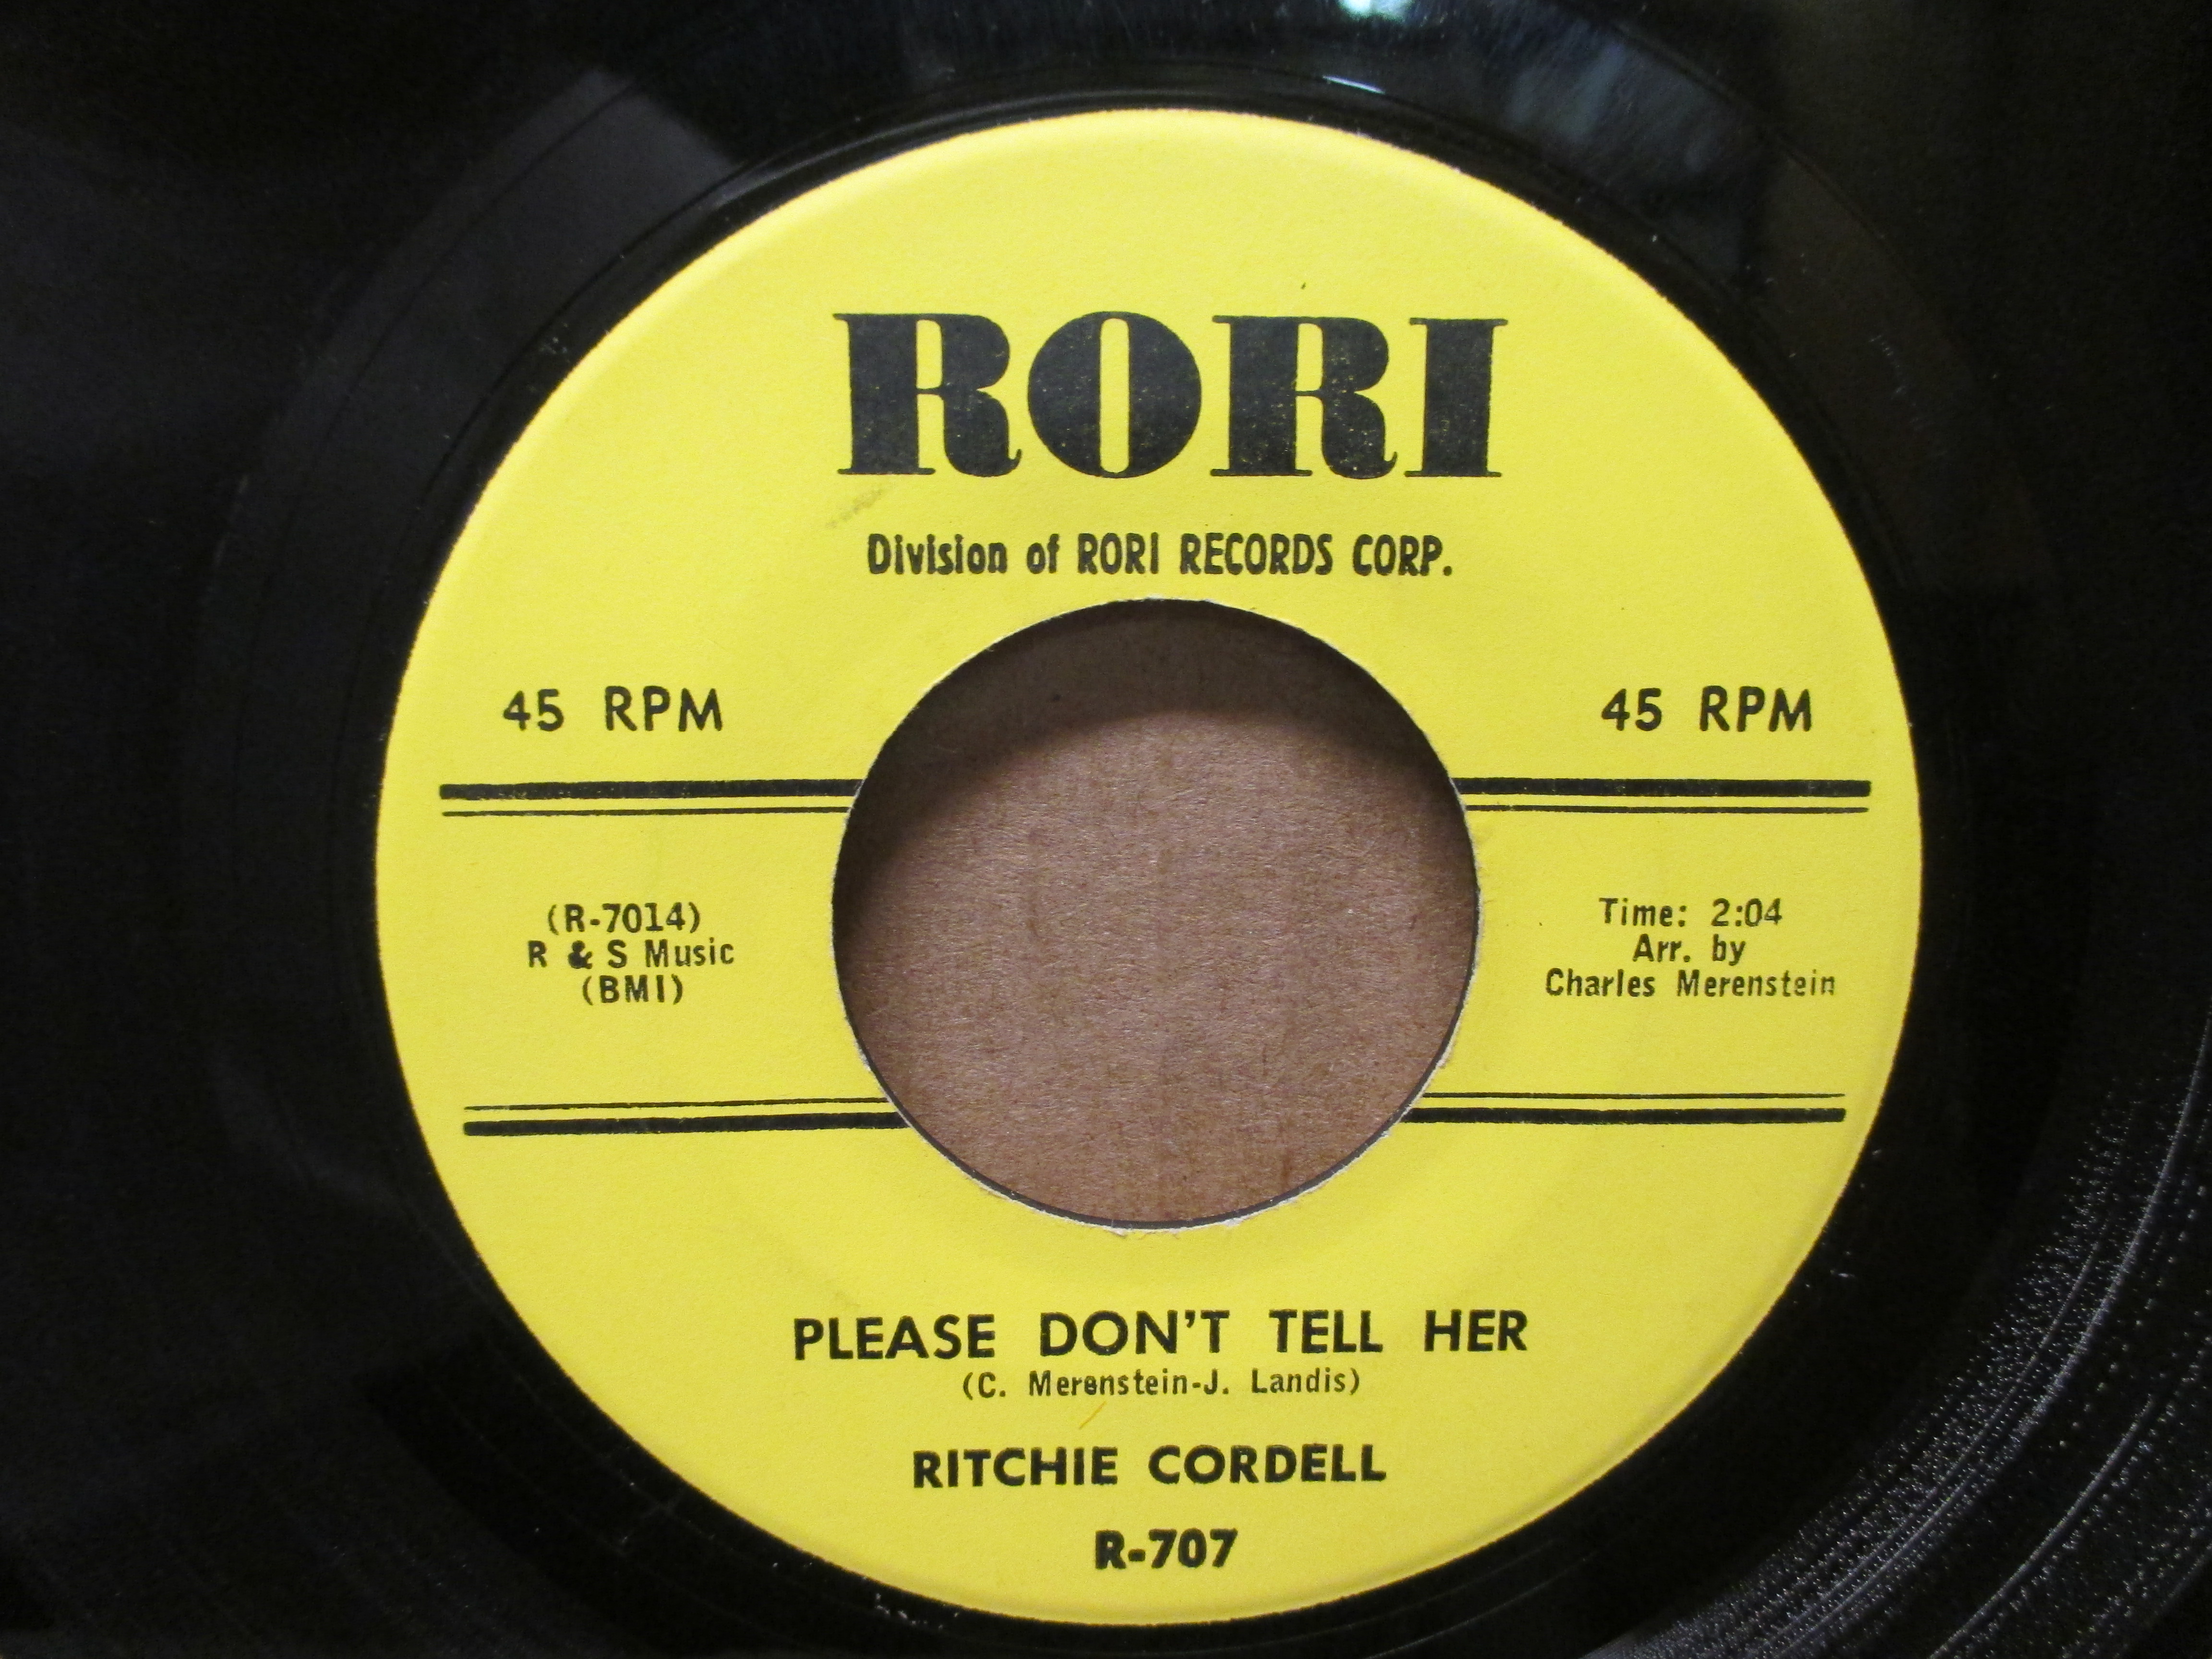 RORI
Division of RORI RECORDS CORP.
45 RPM
45 RPM
(R-7014)
R & S Music
(BMI)
Time: 2:04
Arr. by
Charles Merenstein
PLEASE DON'T TELL HER
(C. Merenstein-J. Landis)
RITCHIE CORDELL
R-707